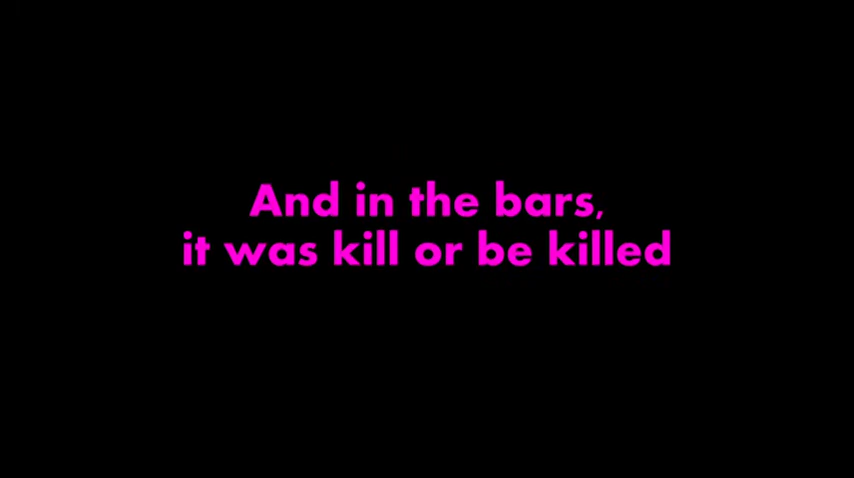 And in the bars,
it was kill or be killed